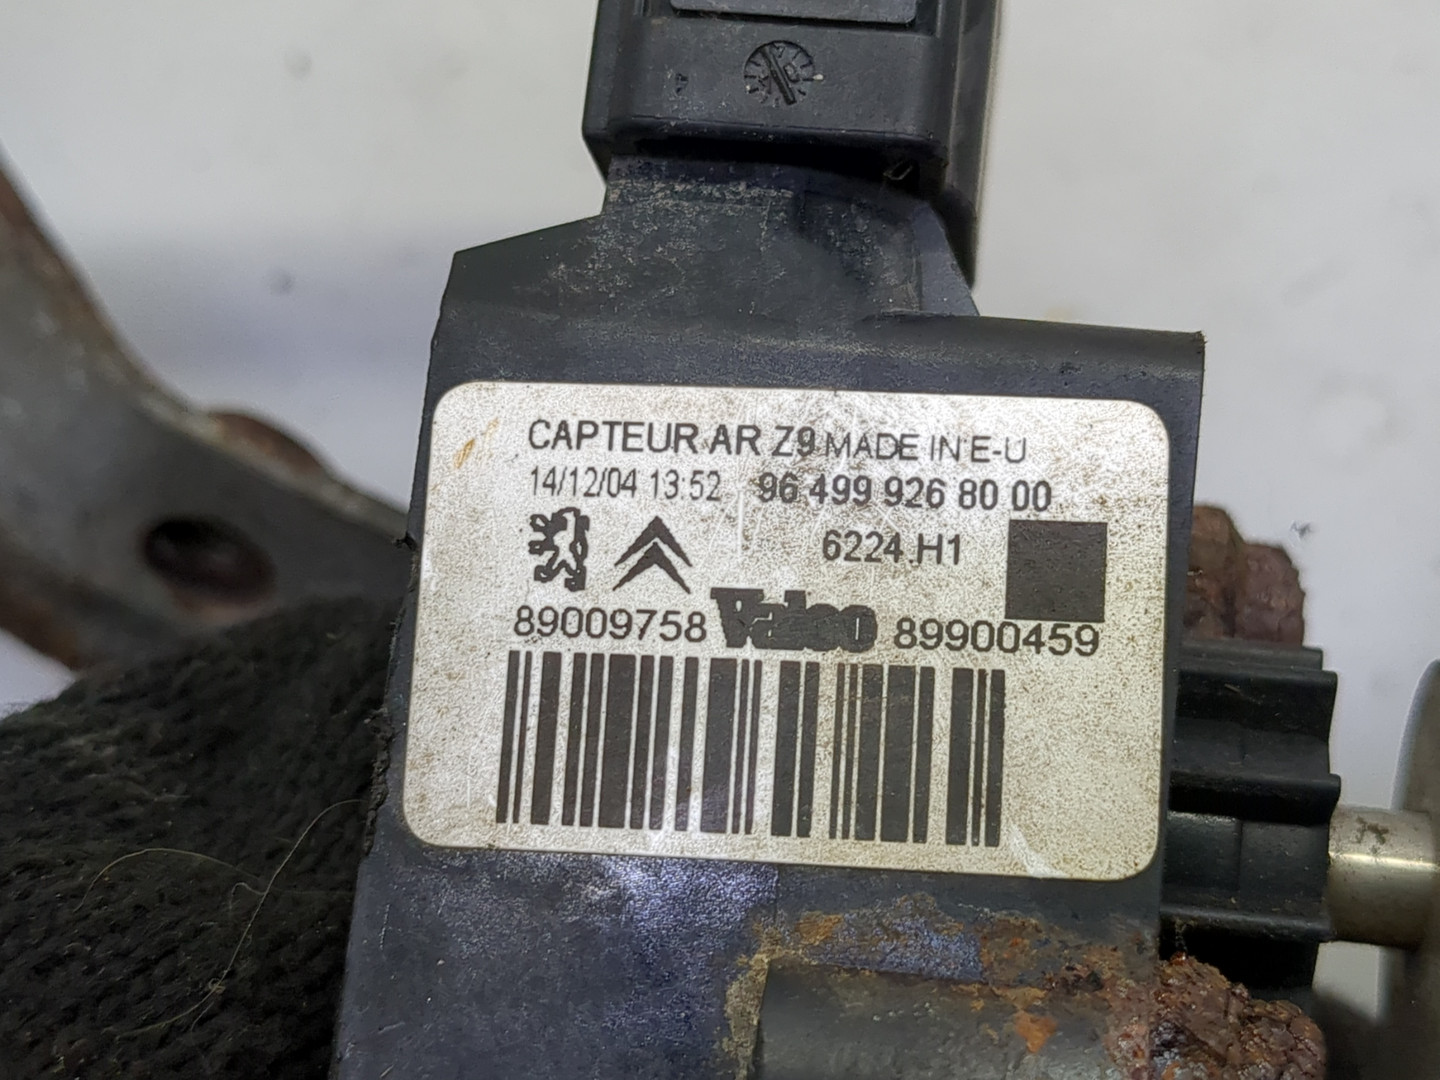 CAPTEUR AR Z9 MADE IN E-U
14/12/04 13:52 96 499 926 80 00
6224.H1
89009758 Valeo 89900459